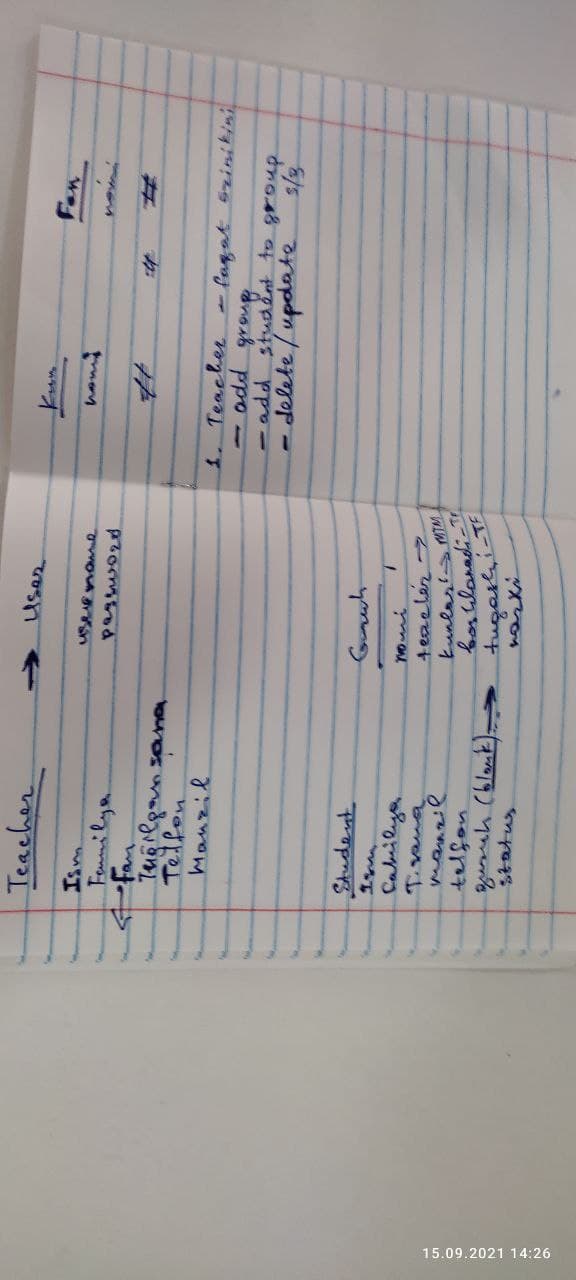 Teacher → User
Ism
Familya
Fan
Tug'ilgan sana
Telfon
Manzil
username
password
Kun
nomi
Fan
nomi
#
#
#
1. Teacher - faqat
- add group
- add student to group
- delete/update s/g
Student
Ism
Familya
T.sana
manzil
telfon
guruh (blank) →
status
Guruh
nomi
teacher →
kunlari → MTM
boshlanadi - TF
tugashi - TF
narxi
15.09.2021 14:26